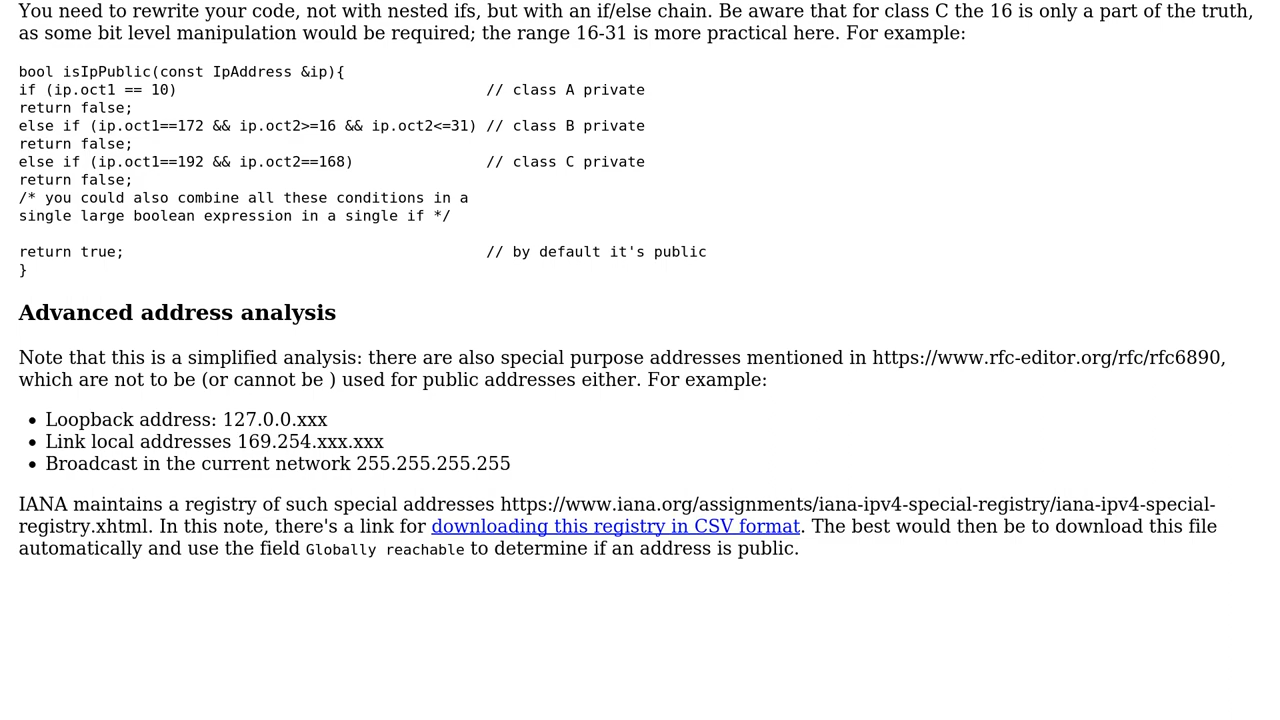 You need to rewrite your code, not with nested ifs, but with an if/else chain. Be aware that for class C the 16 is only a part of the truth,
as some bit level manipulation would be required; the range 16-31 is more practical here. For example:
bool isIpPublic(const IpAddress &ip){
if (ip.oct1 == 10)                                   // class A private
return false;
else if (ip.oct1==172 && ip.oct2>=16 && ip.oct2<=31) // class B private
return false;
else if (ip.oct1==192 && ip.oct2==168)               // class C private
return false;
/* you could also combine all these conditions in a
single large boolean expression in a single if */
return true;                                         // by default it's public
}
Advanced address analysis
Note that this is a simplified analysis: there are also special purpose addresses mentioned in https://www.rfc-editor.org/rfc/rfc6890,
which are not to be (or cannot be ) used for public addresses either. For example:
• Loopback address: 127.0.0.xxx
• Link local addresses 169.254.xxx.xxx
• Broadcast in the current network 255.255.255.255
IANA maintains a registry of such special addresses https://www.iana.org/assignments/iana-ipv4-special-registry/iana-ipv4-special-
registry.xhtml. In this note, there's a link for downloading this registry in CSV format. The best would then be to download this file
automatically and use the field Globally reachable to determine if an address is public.